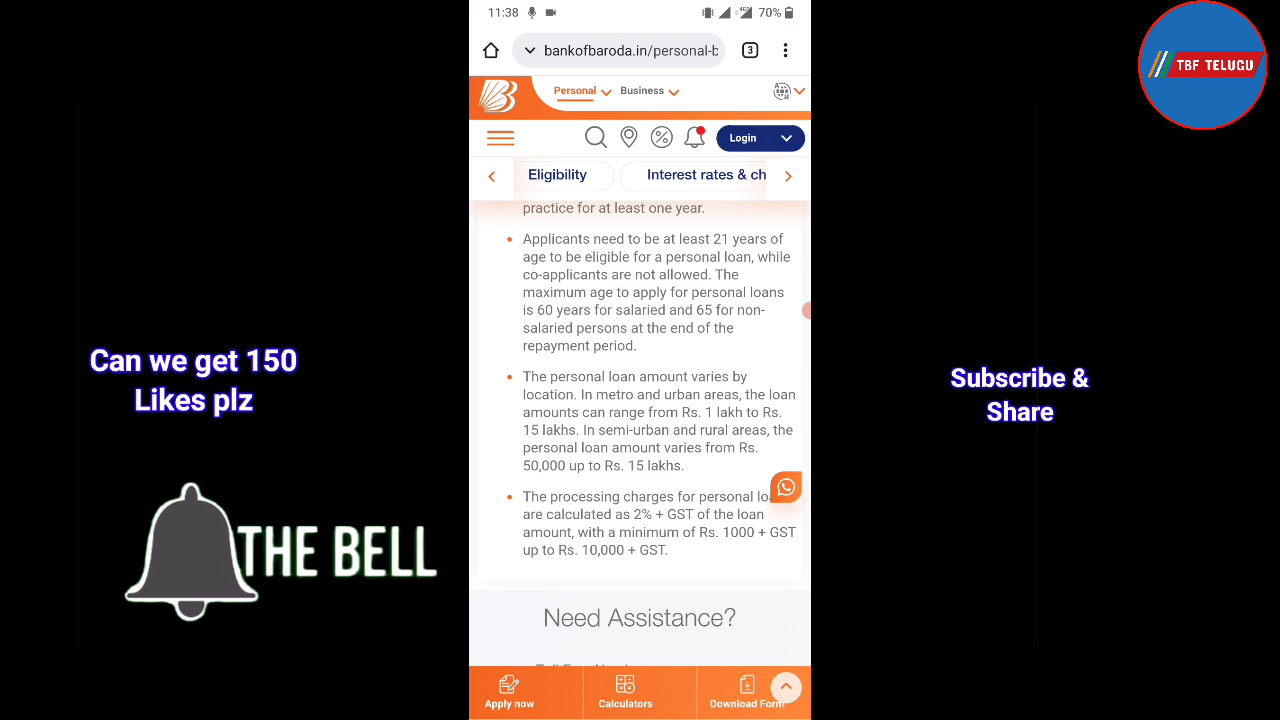 11:38
4G
70%
bankofbaroda.in/personal-b
3
Personal
Business
Login
Eligibility
Interest rates & ch
practice for at least one year.
Applicants need to be at least 21 years of
age to be eligible for a personal loan, while
co-applicants are not allowed. The
maximum age to apply for personal loans
is 60 years for salaried and 65 for non-
salaried persons at the end of the
repayment period.
The personal loan amount varies by
location. In metro and urban areas, the loan
amounts can range from Rs. 1 lakh to Rs.
15 lakhs. In semi-urban and rural areas, the
personal loan amount varies from Rs.
50,000 up to Rs. 15 lakhs.
The processing charges for personal loa
are calculated as 2% + GST of the loan
amount, with a minimum of Rs. 1000 + GST
up to Rs. 10,000 + GST.
Need Assistance?
Apply now
Calculators
Download Form
Can we get 150
Likes plz
THE BELL
TBF TELUGU
Subscribe &
Share